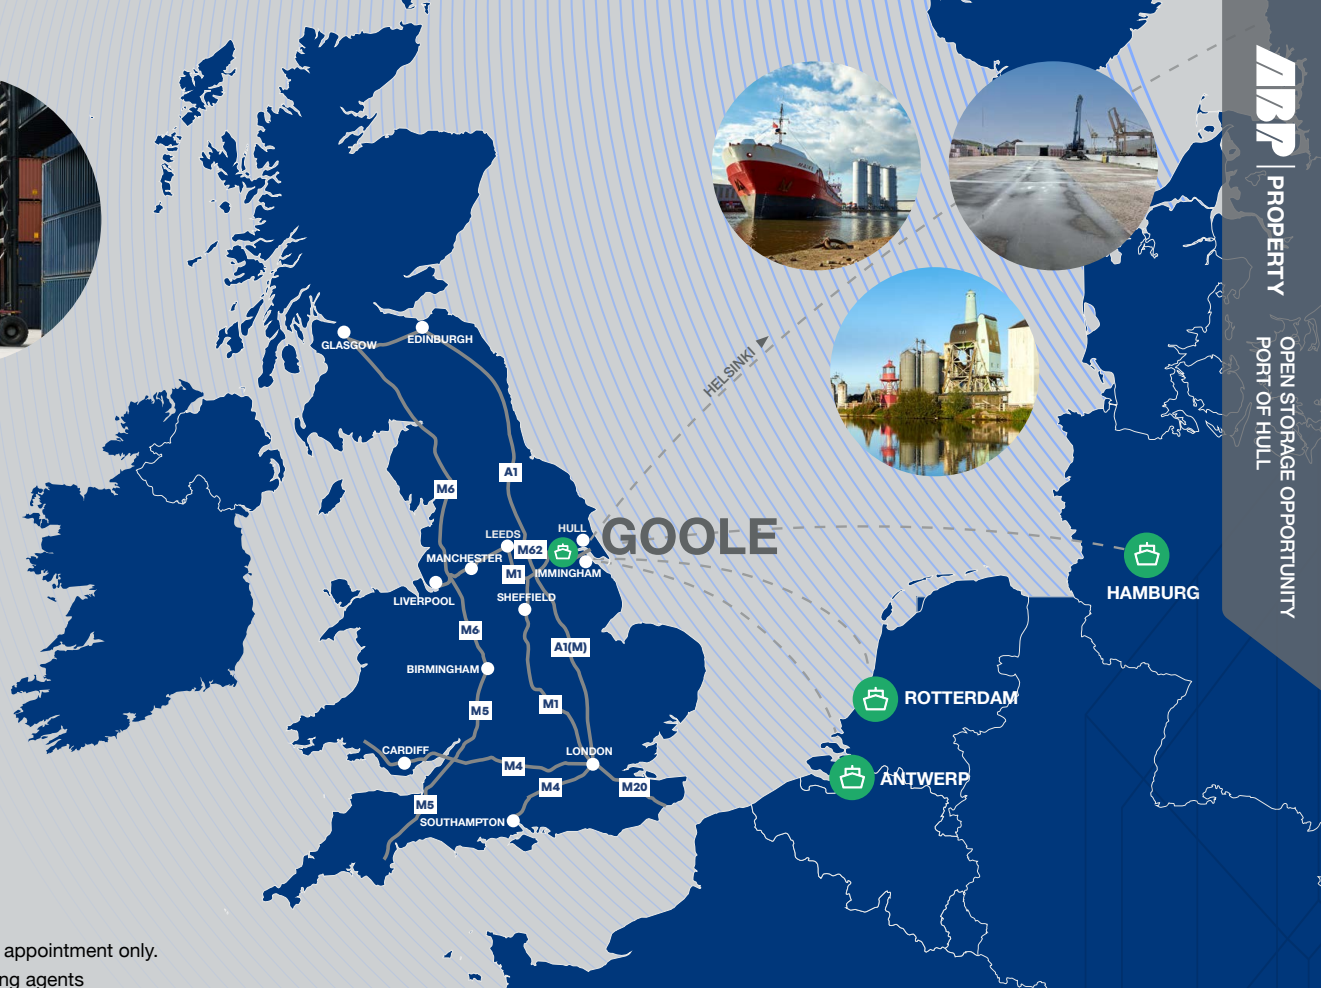 GLASGOW
EDINBURGH
HELSINKI
A1
M6
LEEDS
HULL
GOOLE
M62
MANCHESTER
M1
IMMINGHAM
LIVERPOOL
SHEFFIELD
HAMBURG
M6
A1(M)
BIRMINGHAM
ROTTERDAM
M1
M5
CARDIFF
LONDON
M4
ANTWERP
M4
M20
M5
SOUTHAMPTON
ABP
PROPERTY
OPEN STORAGE OPPORTUNITY
PORT OF HULL
appointment only.
ng agents